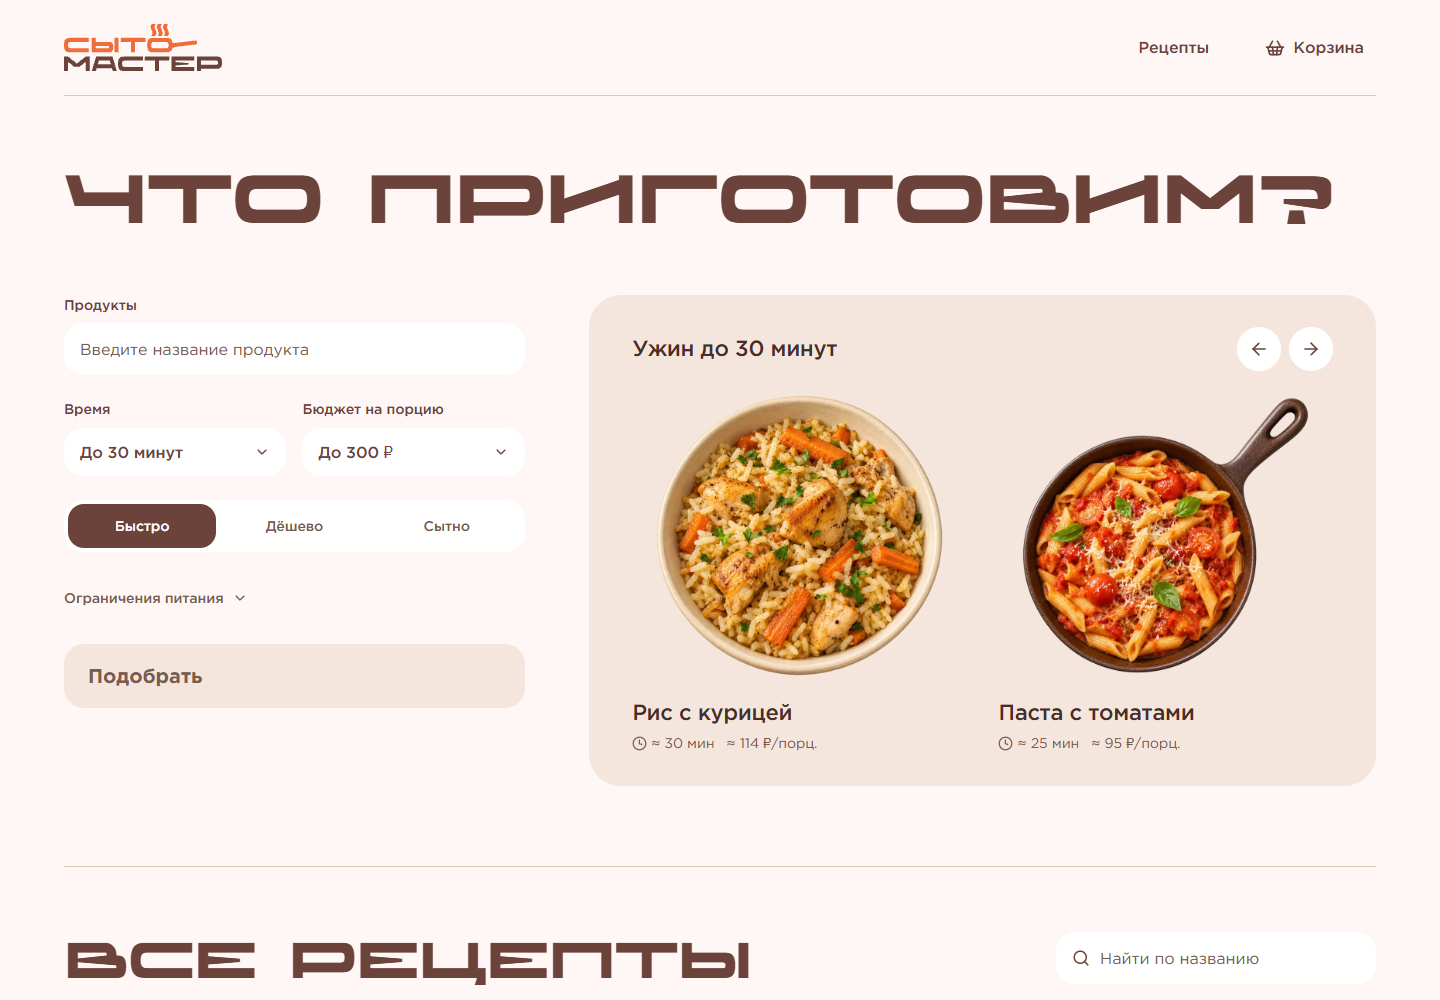 СЫТО
МАСТЕР
Рецепты
Корзина
ЧТО ПРИГОТОВИМ?
Продукты
Введите название продукта
Время
Бюджет на порцию
До 30 минут
До 300 ₽
Быстро
Дёшево
Сытно
Ограничения питания
Подобрать
Ужин до 30 минут
Рис с курицей
≈ 30 мин ≈ 114 ₽/порц.
Паста с томатами
≈ 25 мин ≈ 95 ₽/порц.
ВСЕ РЕЦЕПТЫ
Найти по названию